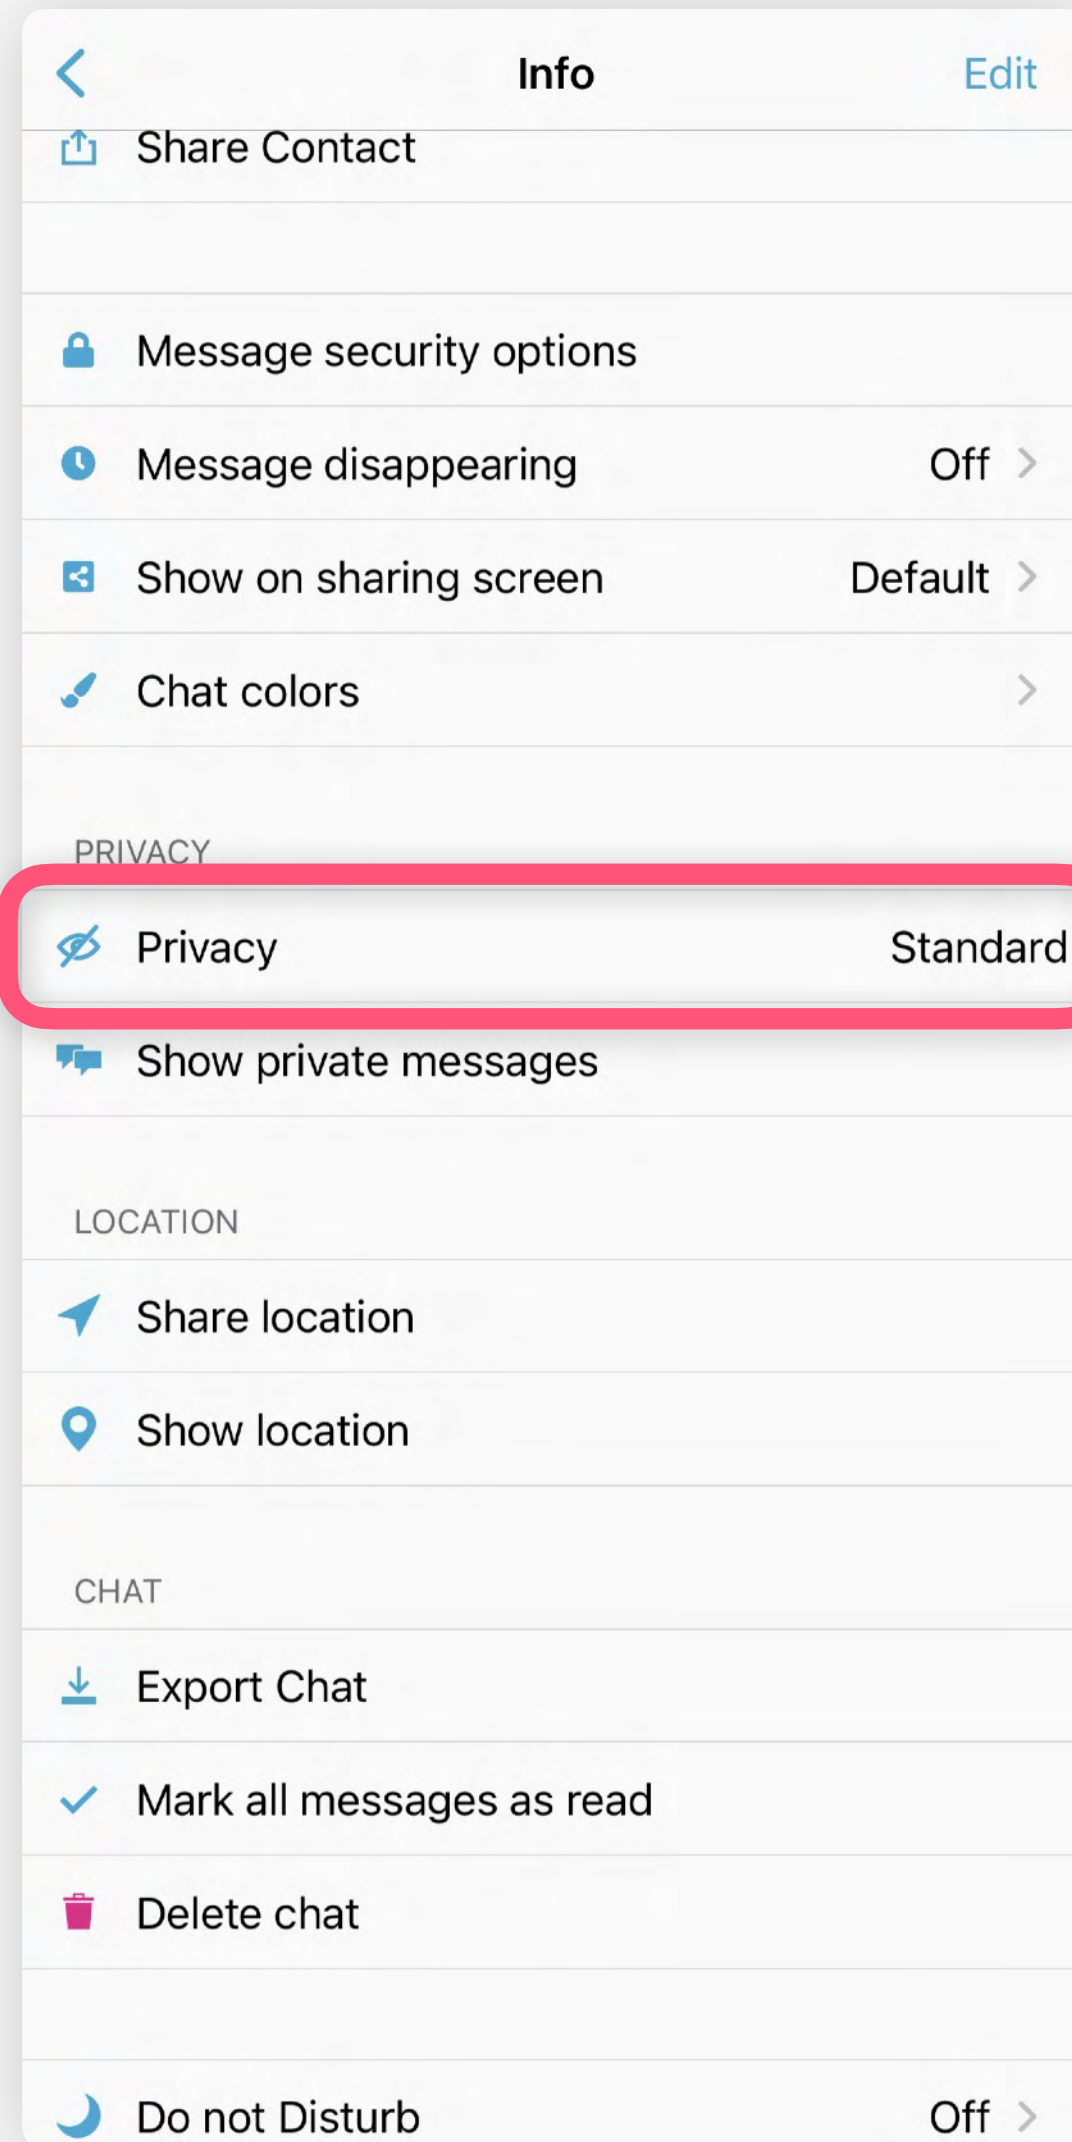 Info
Edit
Share Contact
Message security options
Message disappearing Off
Show on sharing screen Default
Chat colors
PRIVACY
Privacy Standard
Show private messages
LOCATION
Share location
Show location
CHAT
Export Chat
Mark all messages as read
Delete chat
Do not Disturb Off